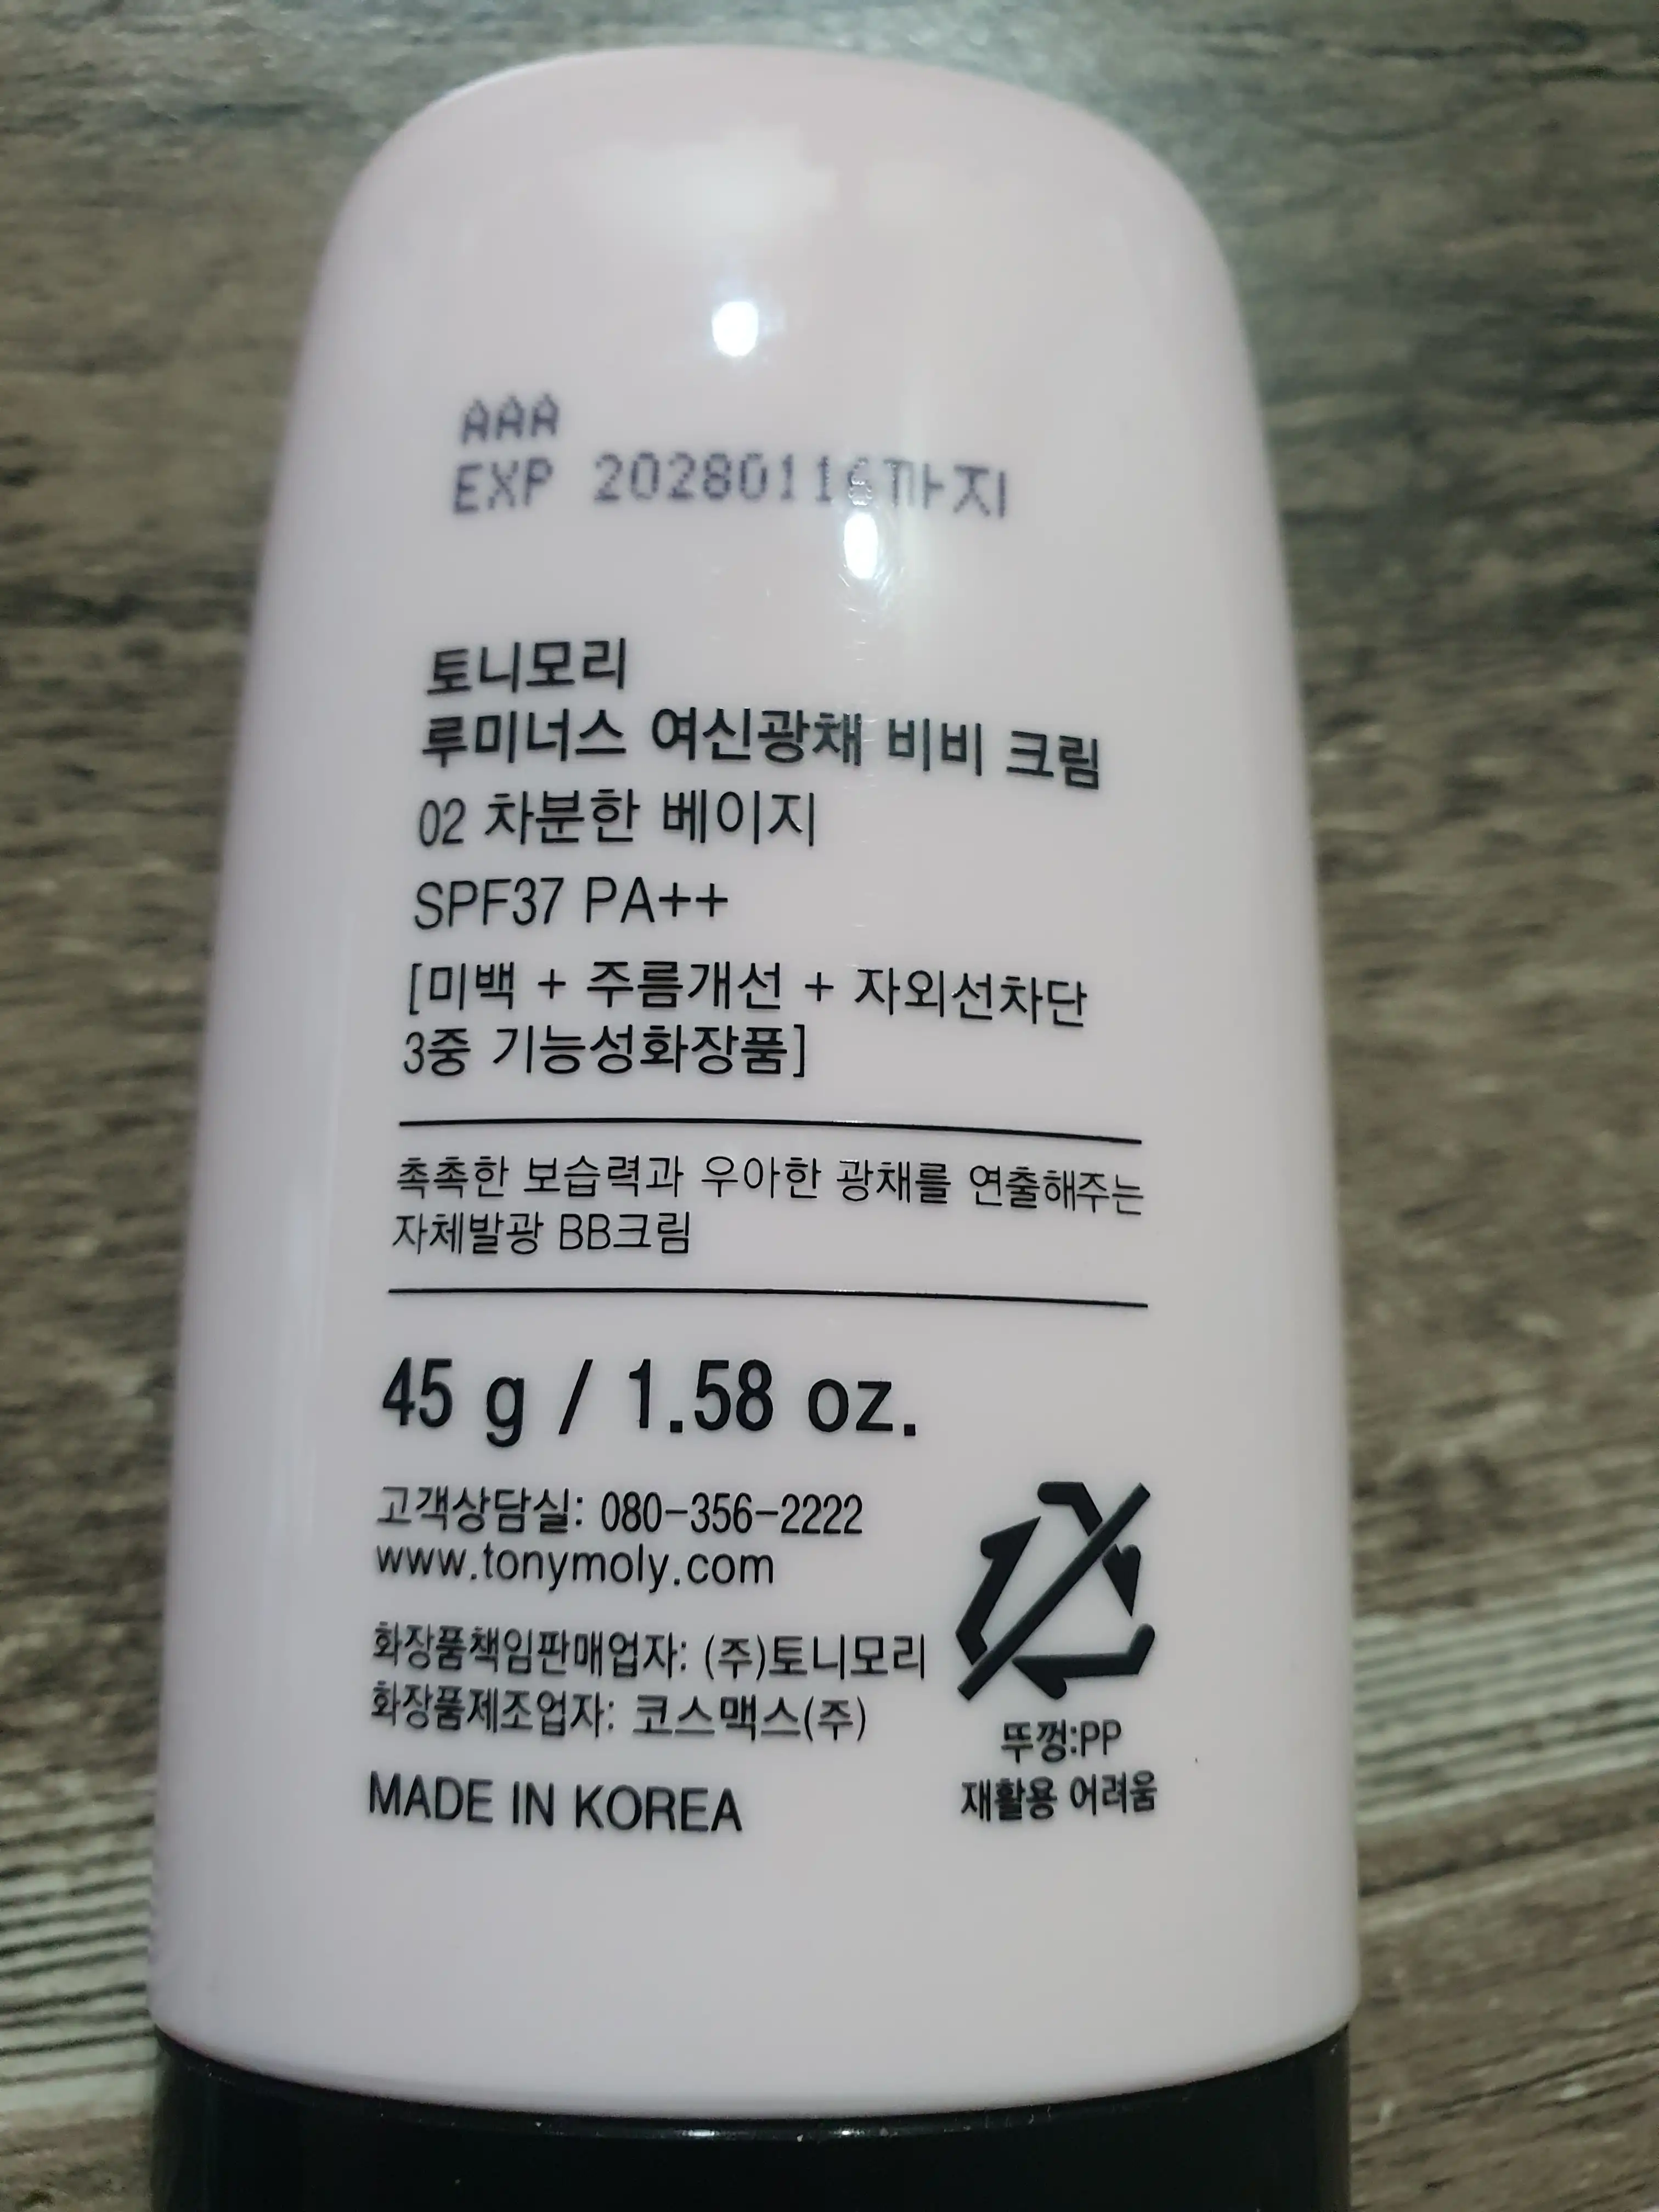 AAA
EXP 20280116까지
토니모리
루미너스 여신광채 비비 크림
02 차분한 베이지
SPF37 PA++
[미백 + 주름개선 + 자외선차단
3중 기능성화장품]
촉촉한 보습력과 우아한 광채를 연출해주는
자체발광 BB크림
45 g / 1.58 oz.
고객상담실: 080-356-2222
www.tonymoly.com
화장품책임판매업자: (주)토니모리
화장품제조업자: 코스맥스(주)
MADE IN KOREA
뚜껑:PP
재활용 어려움